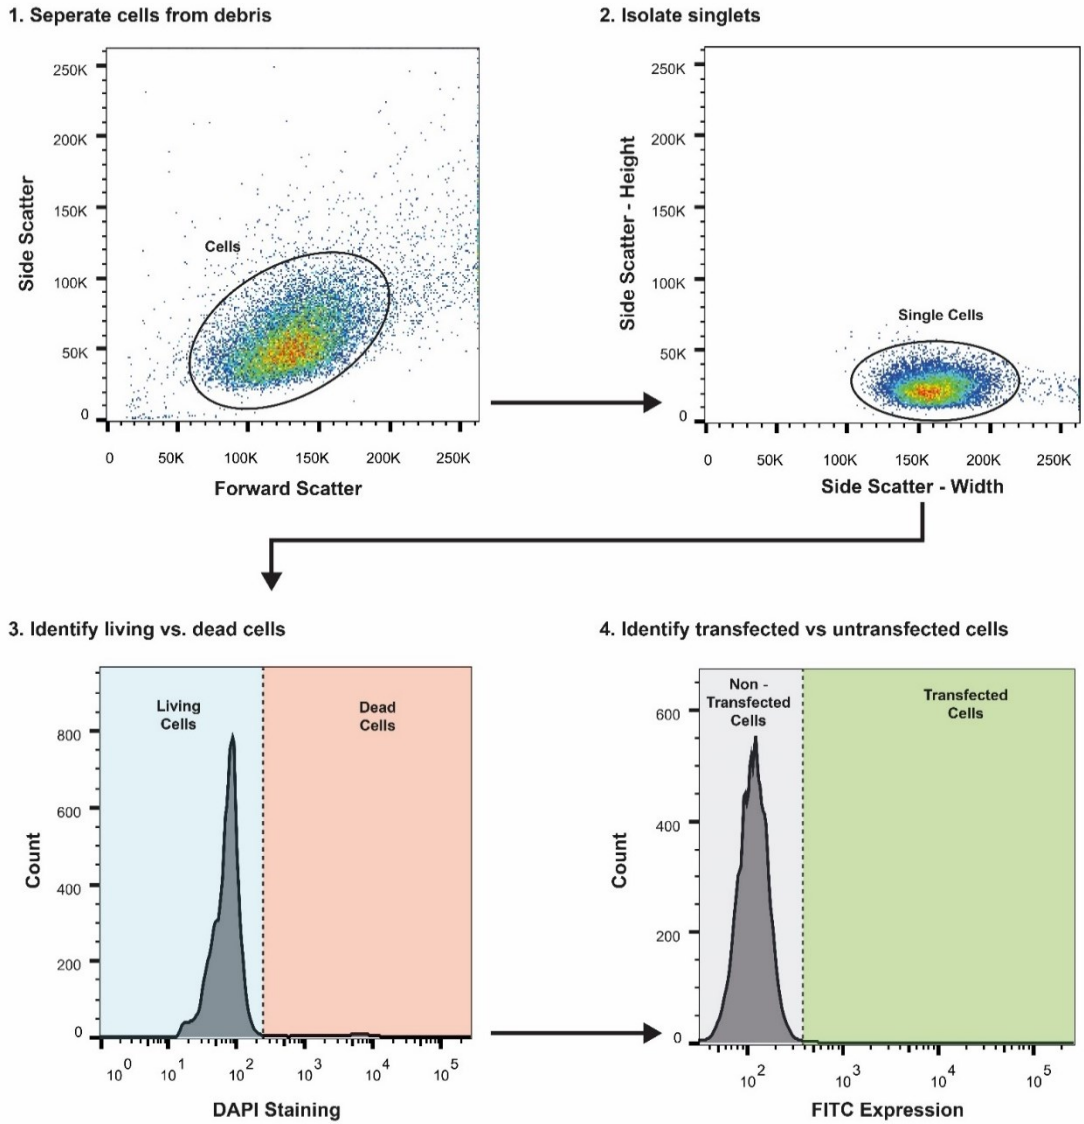 1. Seperate cells from debris
250K
200K
150K
100K
50K
0
Side Scatter
Cells
0 50K 100K 150K 200K 250K
Forward Scatter
2. Isolate singlets
250K
200K
150K
100K
50K
0
Side Scatter - Height
Single Cells
0 50K 100K 150K 200K 250K
Side Scatter - Width
3. Identify living vs. dead cells
Living
Cells
Dead
Cells
800
600
400
200
0
Count
10⁰ 10¹ 10² 10³ 10⁴ 10⁵
DAPI Staining
4. Identify transfected vs untransfected cells
Non -
Transfected
Cells
Transfected
Cells
600
400
200
0
Count
10² 10³ 10⁴ 10⁵
FITC Expression